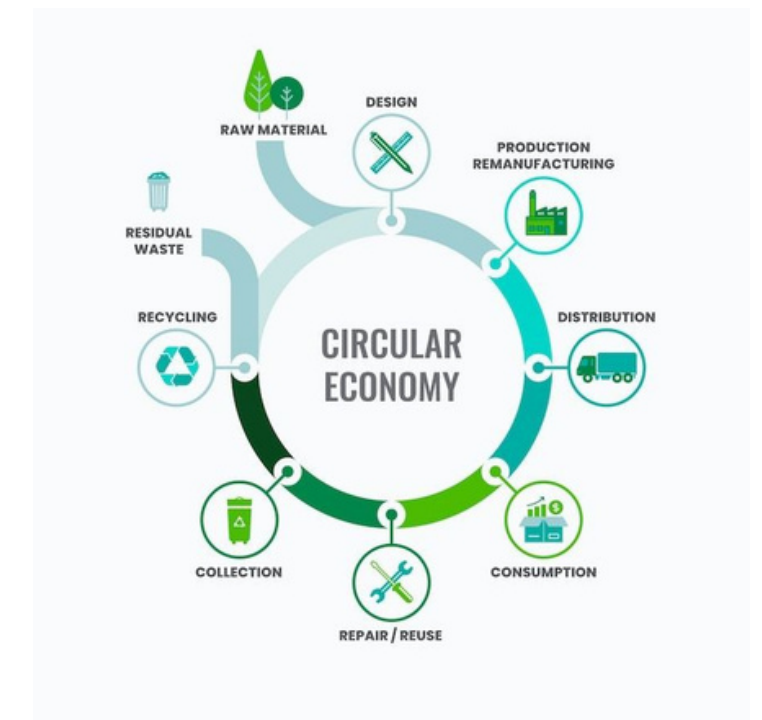 RAW MATERIAL
DESIGN
PRODUCTION
REMANUFACTURING
DISTRIBUTION
CONSUMPTION
REPAIR / REUSE
COLLECTION
RECYCLING
RESIDUAL
WASTE
CIRCULAR
ECONOMY